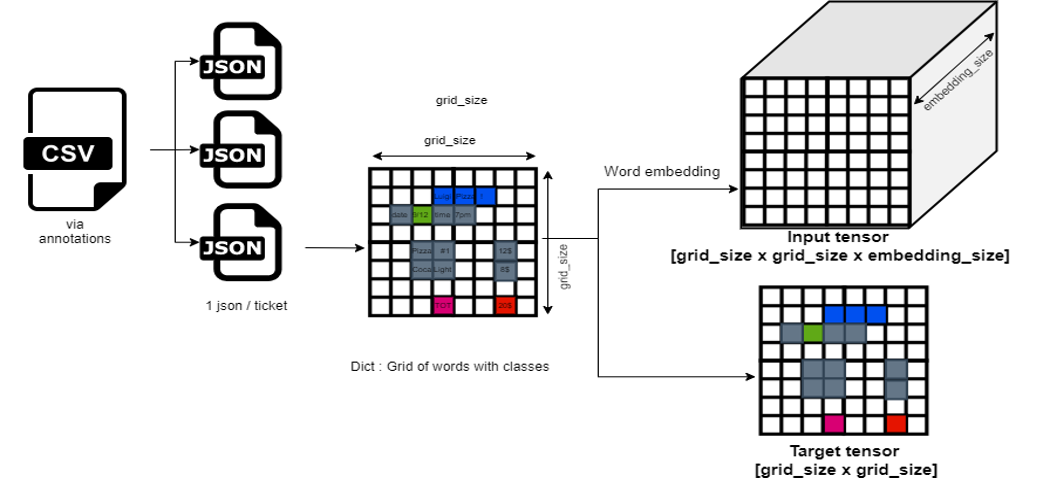 CSV
via
annotations
JSON
JSON
JSON
1 json / ticket
grid_size
grid_size
grid_size
Luigi Pizza !
date 9/12 time 7pm
Pizza #1 12$
Coca Light 8$
20$
Dict : Grid of words with classes
Word embedding
embedding_size
Input tensor
[grid_size x grid_size x embedding_size]
Target tensor
[grid_size x grid_size]